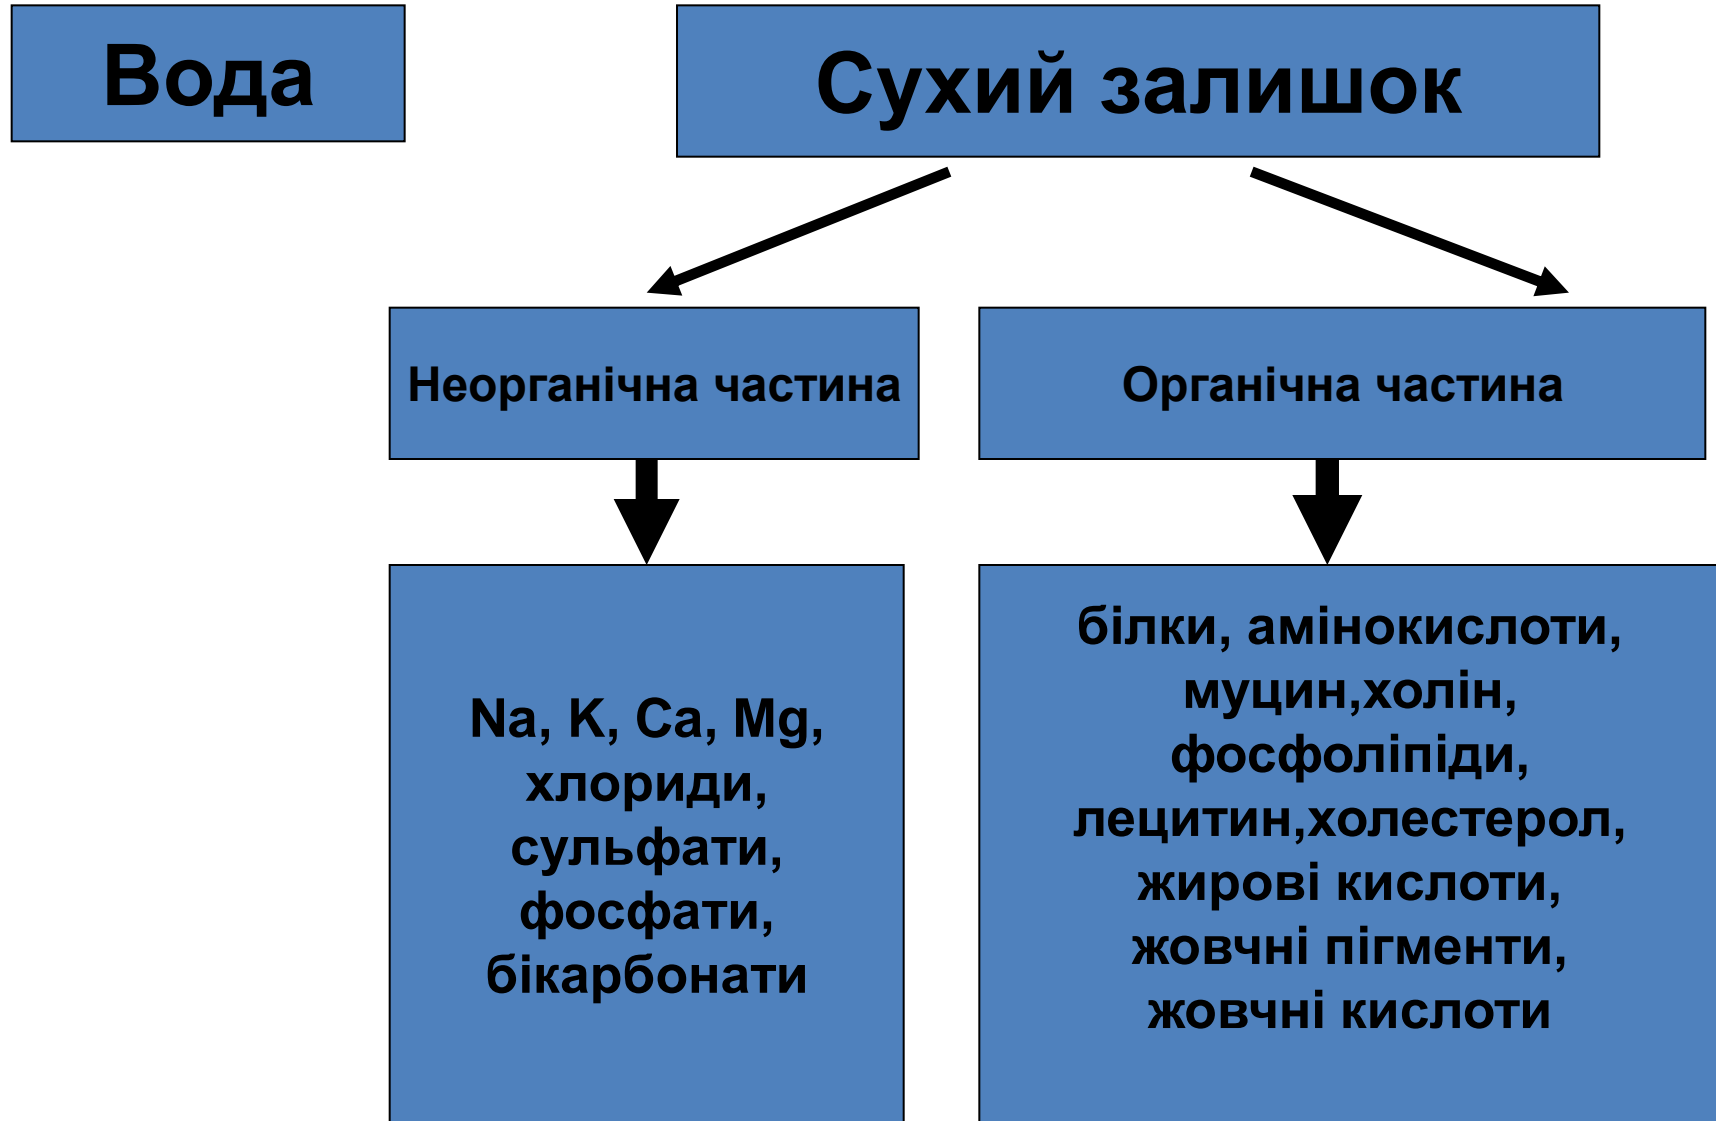 Вода
Сухий залишок
Неорганічна частина
Органічна частина
Na, K, Ca, Mg,
хлориди,
сульфати,
фосфати,
бікарбонати
білки, амінокислоти,
муцин,холін,
фосфоліпіди,
лецитин,холестерол,
жирові кислоти,
жовчні пігменти,
жовчні кислоти